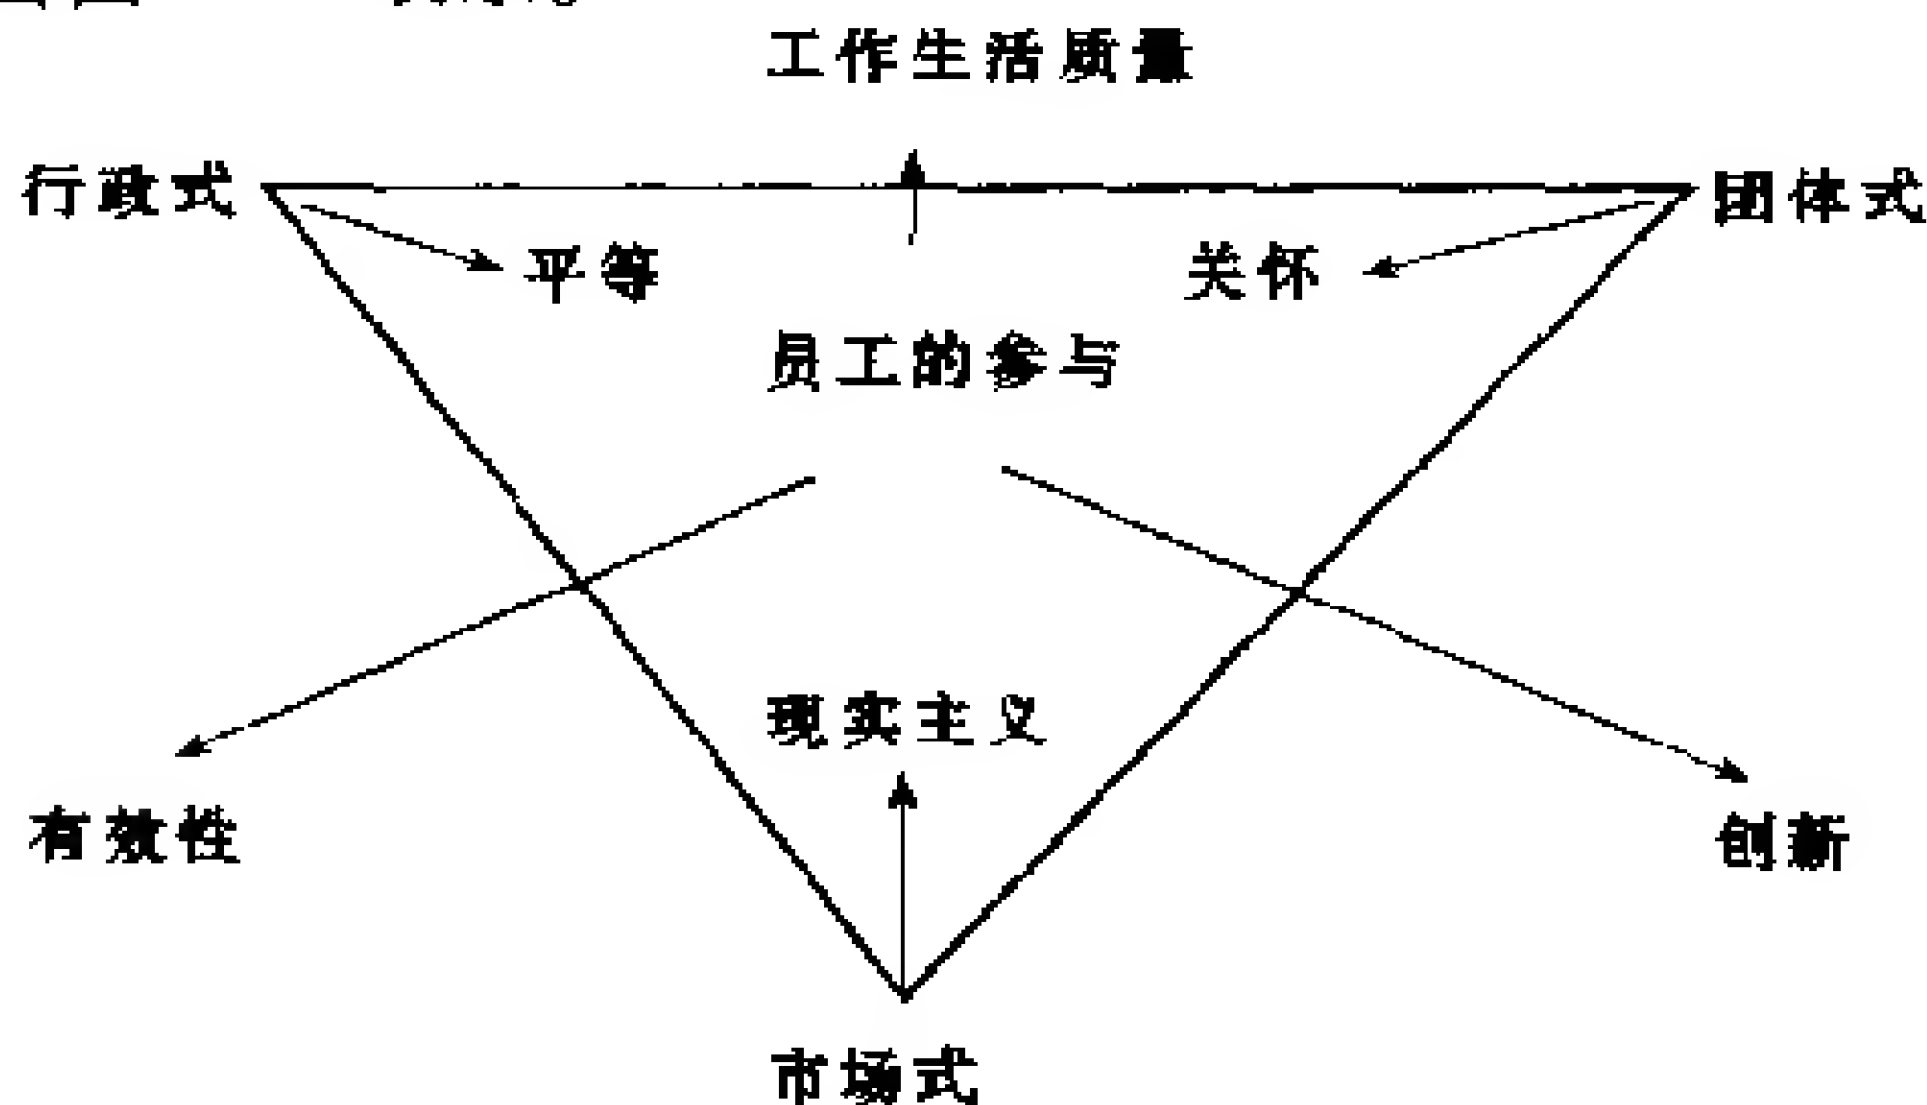 工作生活质量
行政式
团体式
平等
关怀
员工的参与
现实主义
有效性
创新
市场式